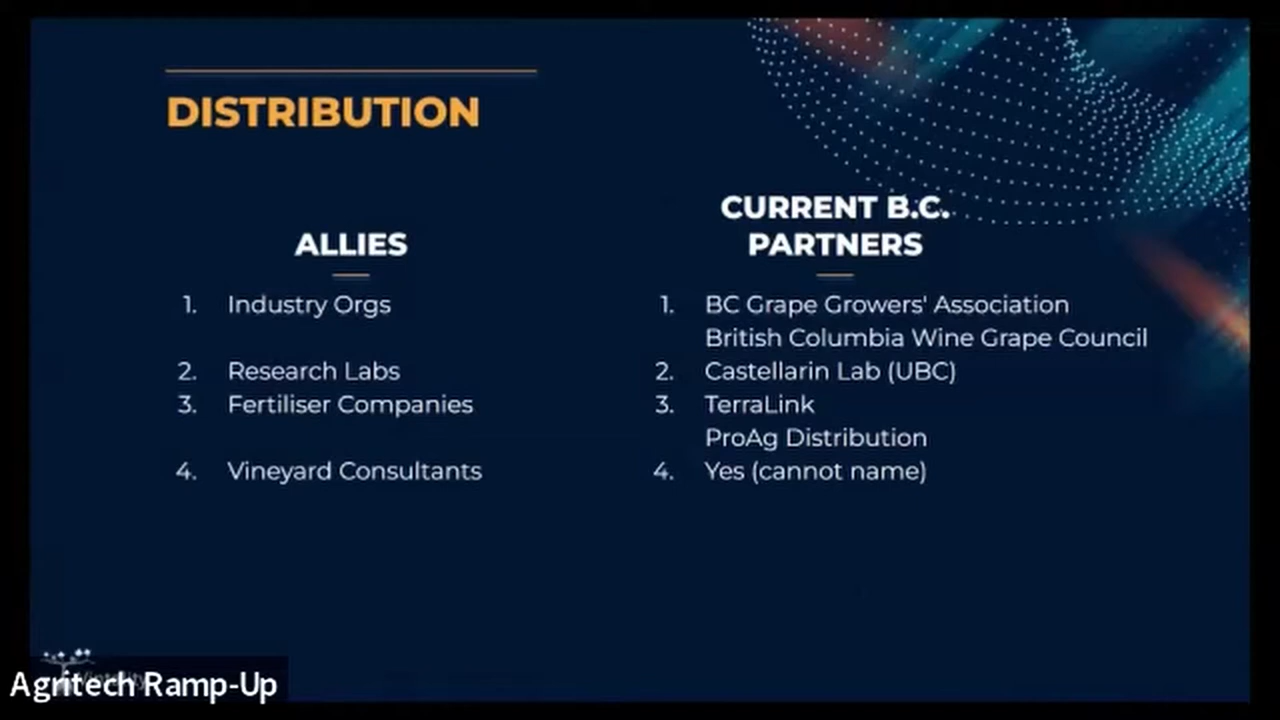 DISTRIBUTION
ALLIES
1. Industry Orgs
2. Research Labs
3. Fertiliser Companies
4. Vineyard Consultants
CURRENT B.C.
PARTNERS
1. BC Grape Growers' Association
British Columbia Wine Grape Council
2. Castellarin Lab (UBC)
3. TerraLink
ProAg Distribution
4. Yes (cannot name)
Agritech Ramp-Up